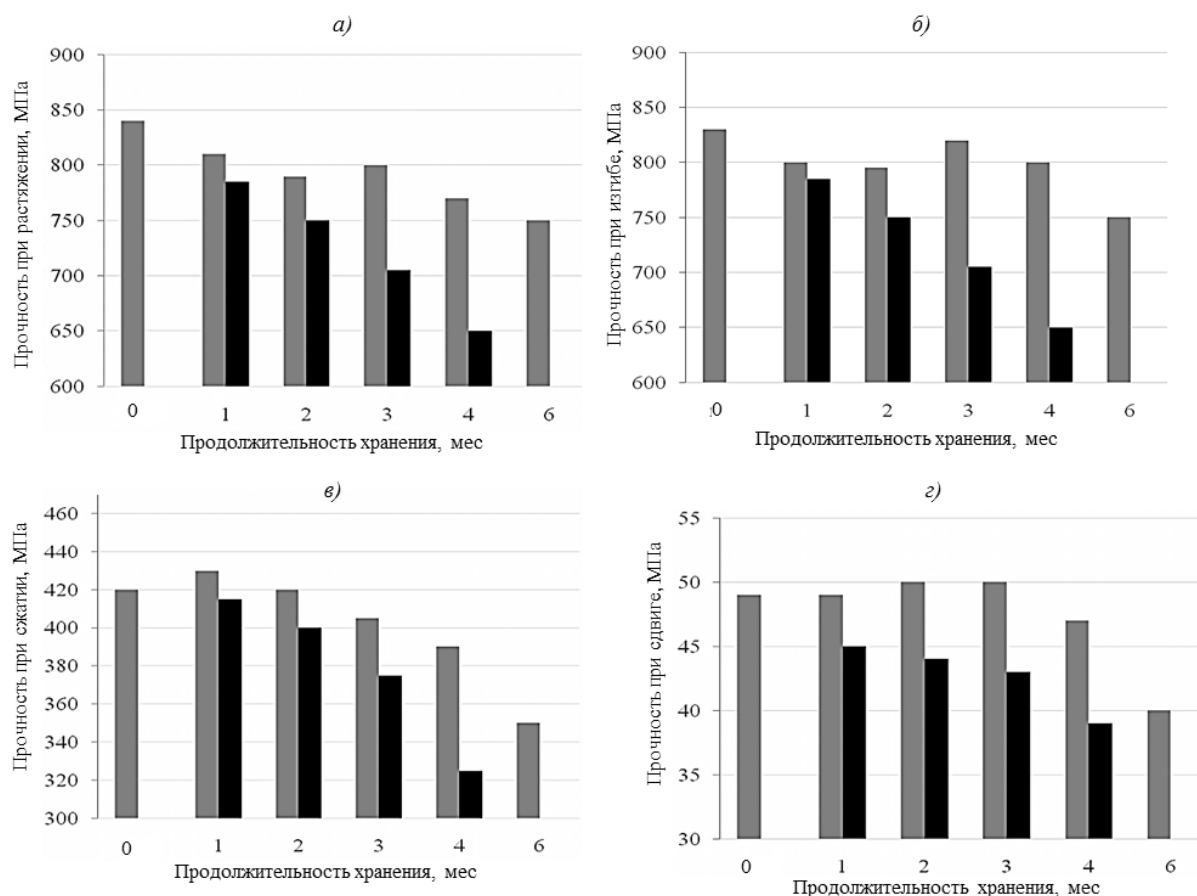 а)
Прочность при растяжении, МПа
900
850
800
750
700
650
600
0 1 2 3 4 6
Продолжительность хранения, мес
б)
Прочность при изгибе, МПа
900
850
800
750
700
650
600
0 1 2 3 4 6
Продолжительность хранения, мес
в)
Прочность при сжатии, МПа
460
440
420
400
380
360
340
320
300
0 1 2 3 4 6
Продолжительность хранения, мес
г)
Прочность при сдвиге, МПа
55
50
45
40
35
30
0 1 2 3 4 6
Продолжительность хранения, мес